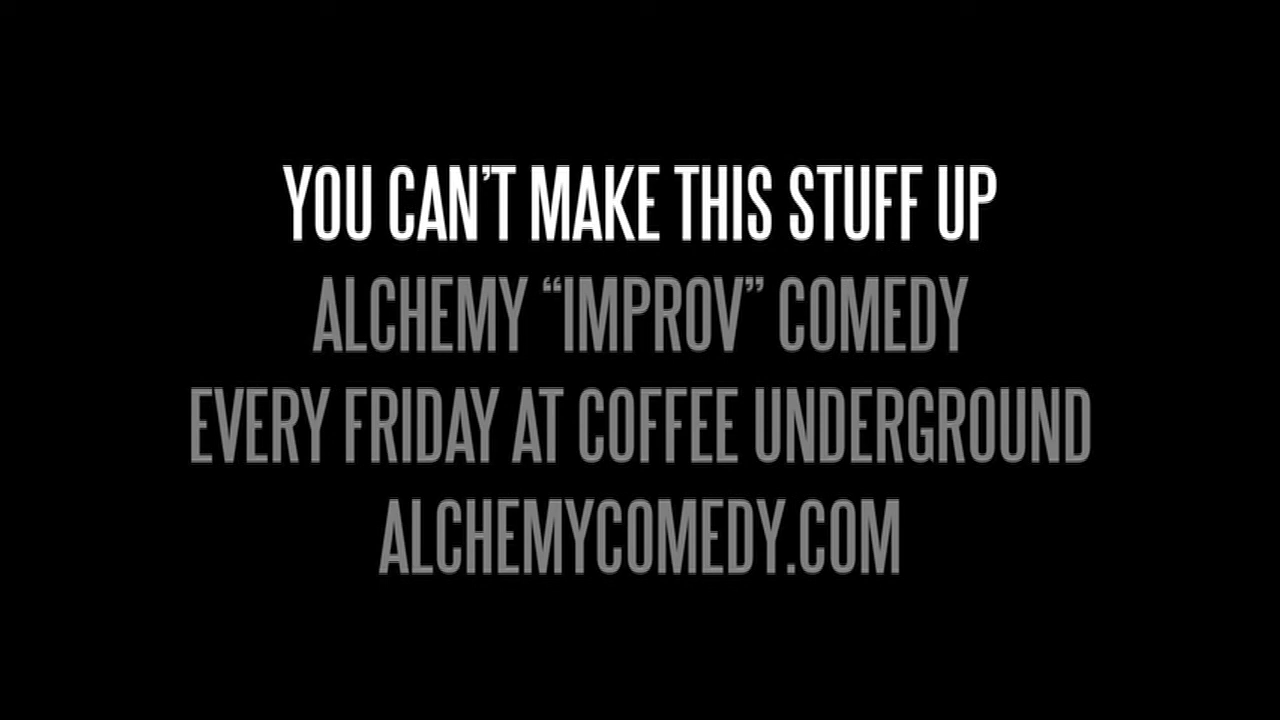 YOU CAN’T MAKE THIS STUFF UP
ALCHEMY “IMPROV” COMEDY
EVERY FRIDAY AT COFFEE UNDERGROUND
ALCHEMYCOMEDY.COM